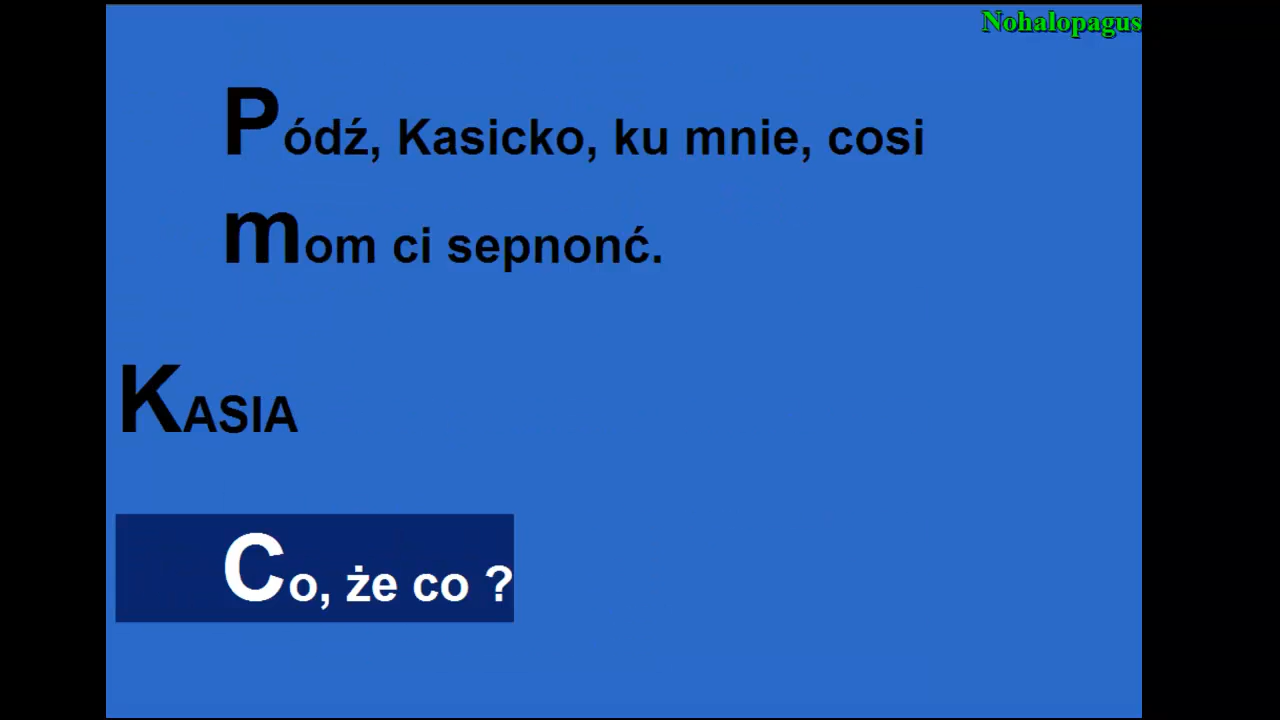 Nohalopagus
Pódź, Kasicko, ku mnie, cosi
mom ci sepnonć.
KASIA
Co, że co ?